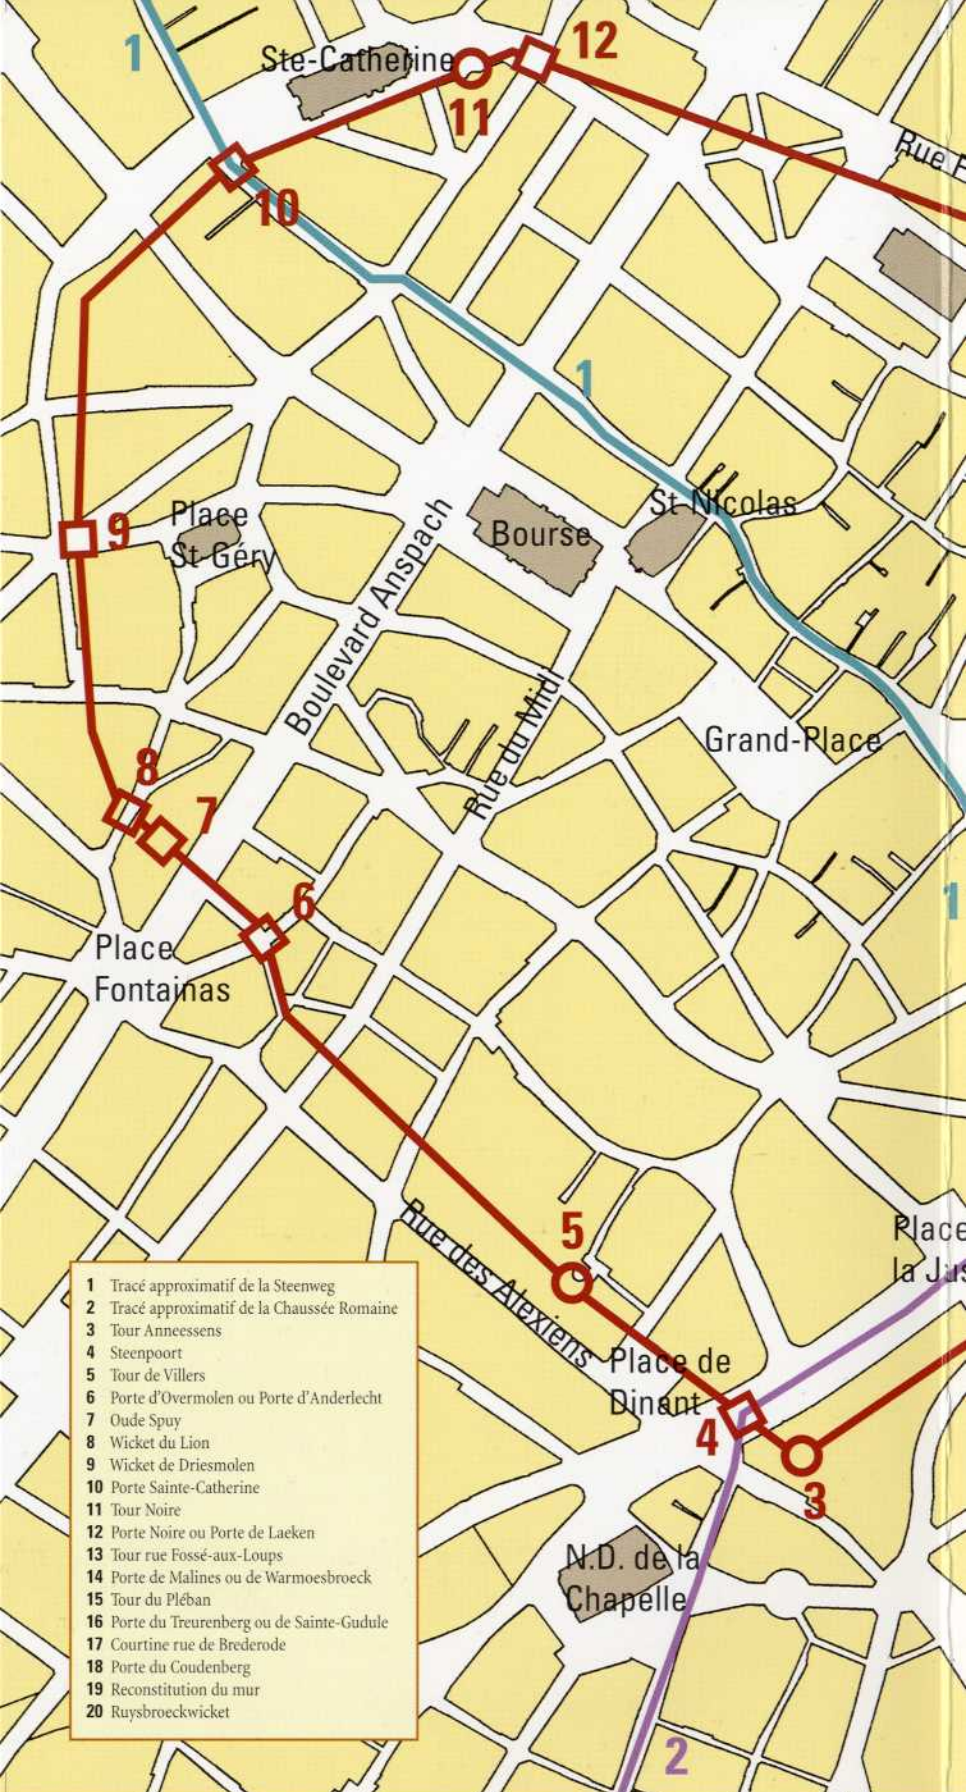 1
Ste-Catherine
12
11
Rue
10
1
9
Place
St-Géry
Bourse
St-Nicolas
Boulevard Anspach
Rue du Midi
Grand-Place
8
7
6
1
Place
Fontainas
5
Rue des Alexiens
Place
la Jus
Place de
Dinant
4
3
N.D. de la
Chapelle
2
1 Tracé approximatif de la Steenweg
2 Tracé approximatif de la Chaussée Romaine
3 Tour Anneessens
4 Steenpoort
5 Tour de Villers
6 Porte d'Overmolen ou Porte d'Anderlecht
7 Oude Spuy
8 Wicket du Lion
9 Wicket de Driesmolen
10 Porte Sainte-Catherine
11 Tour Noire
12 Porte Noire ou Porte de Laeken
13 Tour rue Fossé-aux-Loups
14 Porte de Malines ou de Warmoesbroeck
15 Tour du Pléban
16 Porte du Treurenberg ou de Sainte-Gudule
17 Courtine rue de Brederode
18 Porte du Coudenberg
19 Reconstitution du mur
20 Ruysbroeckwicket